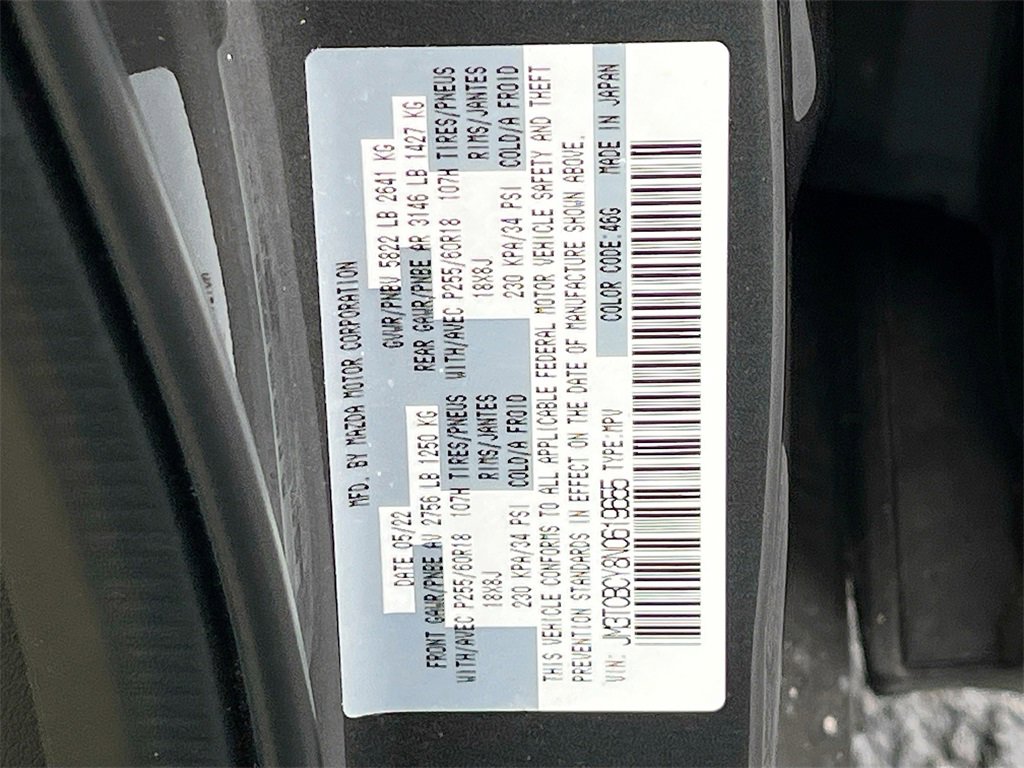 MFD. BY MAZDA MOTOR CORPORATION
DATE 05/22 GVWR/PNBV 5822 LB 2641 KG
FRONT GAWR/PNBE AV 2756 LB 1250 KG REAR GAWR/PNBE AR 3146 LB 1427 KG
WITH/AVEC P255/60R18 107H TIRES/PNEUS WITH/AVEC P255/60R18 107H TIRES/PNEUS
18X8J RIMS/JANTES 18X8J RIMS/JANTES
230 KPA/34 PSI COLD/A FROID 230 KPA/34 PSI COLD/A FROID
THIS VEHICLE CONFORMS TO ALL APPLICABLE FEDERAL MOTOR VEHICLE SAFETY AND THEFT
PREVENTION STANDARDS IN EFFECT ON THE DATE OF MANUFACTURE SHOWN ABOVE.
VIN: JM3TCBCY8N0619655 TYPE:MPV COLOR CODE:46G MADE IN JAPAN